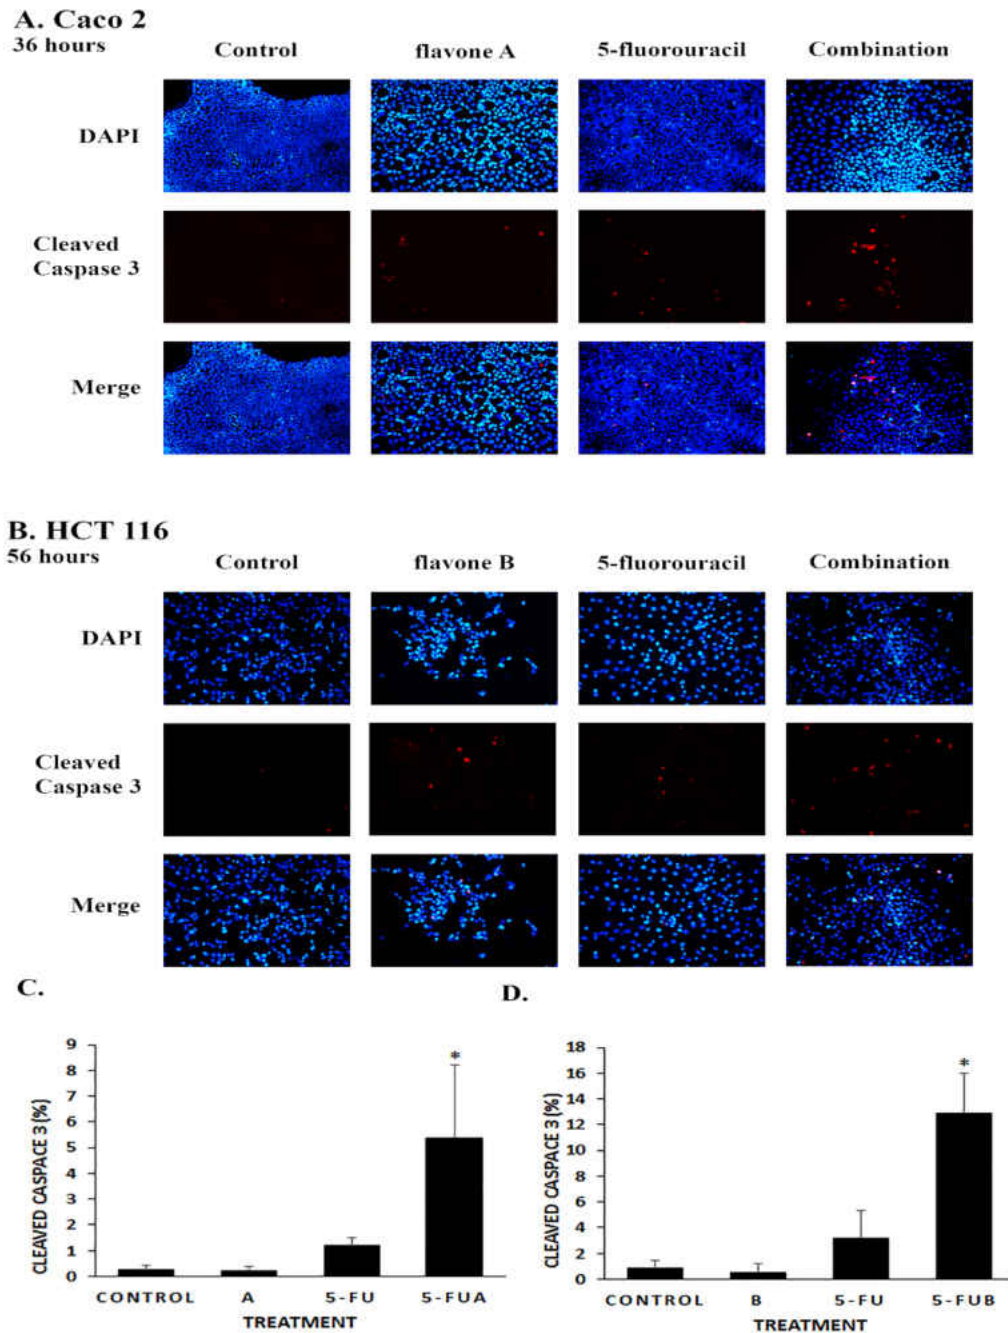 A. Caco 2
36 hours
Control flavone A 5-fluorouracil Combination
DAPI
Cleaved
Caspase 3
Merge
B. HCT 116
56 hours
Control flavone B 5-fluorouracil Combination
DAPI
Cleaved
Caspase 3
Merge
C.
D.
CLEAVED CASPACE 3 (%)
9
8
7
6
5
4
3
2
1
0
*
CONTROL A 5-FU 5-FUA
TREATMENT
CLEAVED CASPACE 3 (%)
18
16
14
12
10
8
6
4
2
0
*
CONTROL B 5-FU 5-FUB
TREATMENT